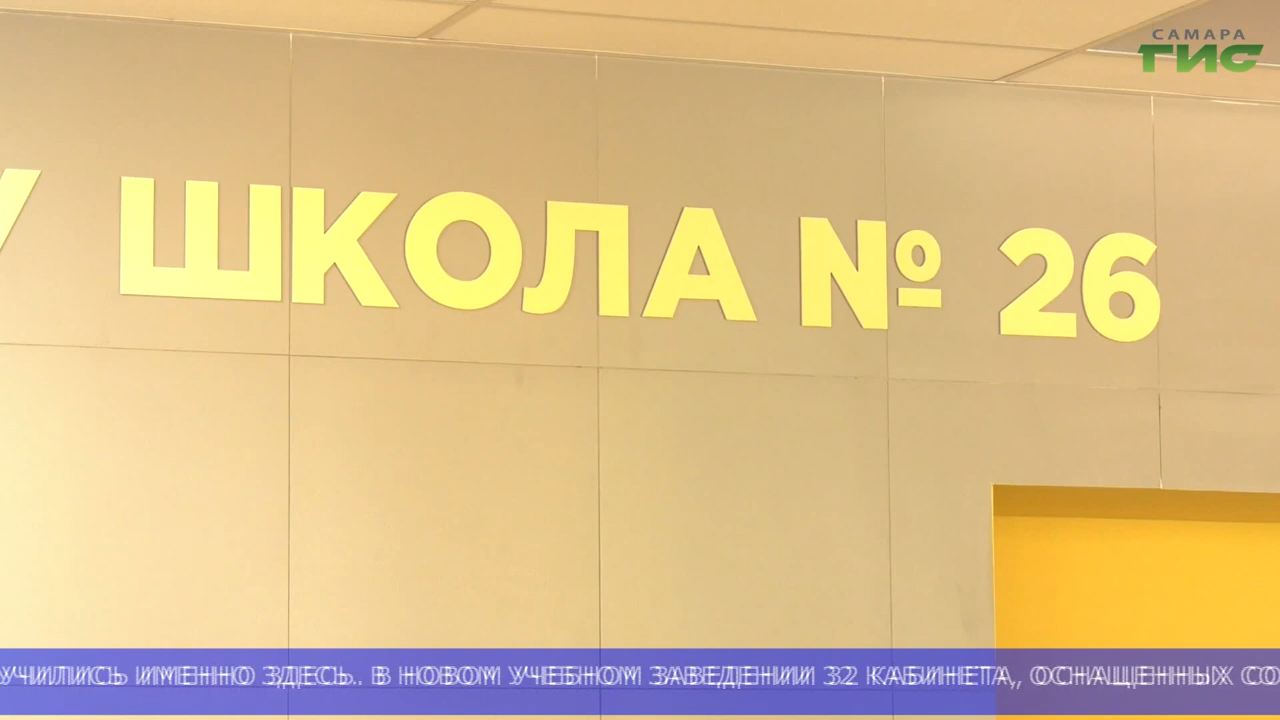 САМАРА
ГИС
У ШКОЛА № 26
УЧИЛИСЬ ИМЕННО ЗДЕСЬ. В НОВОМ УЧЕБНОМ ЗАВЕДЕНИИ 32 КАБИНЕТА, ОСНАЩЕННЫХ СО